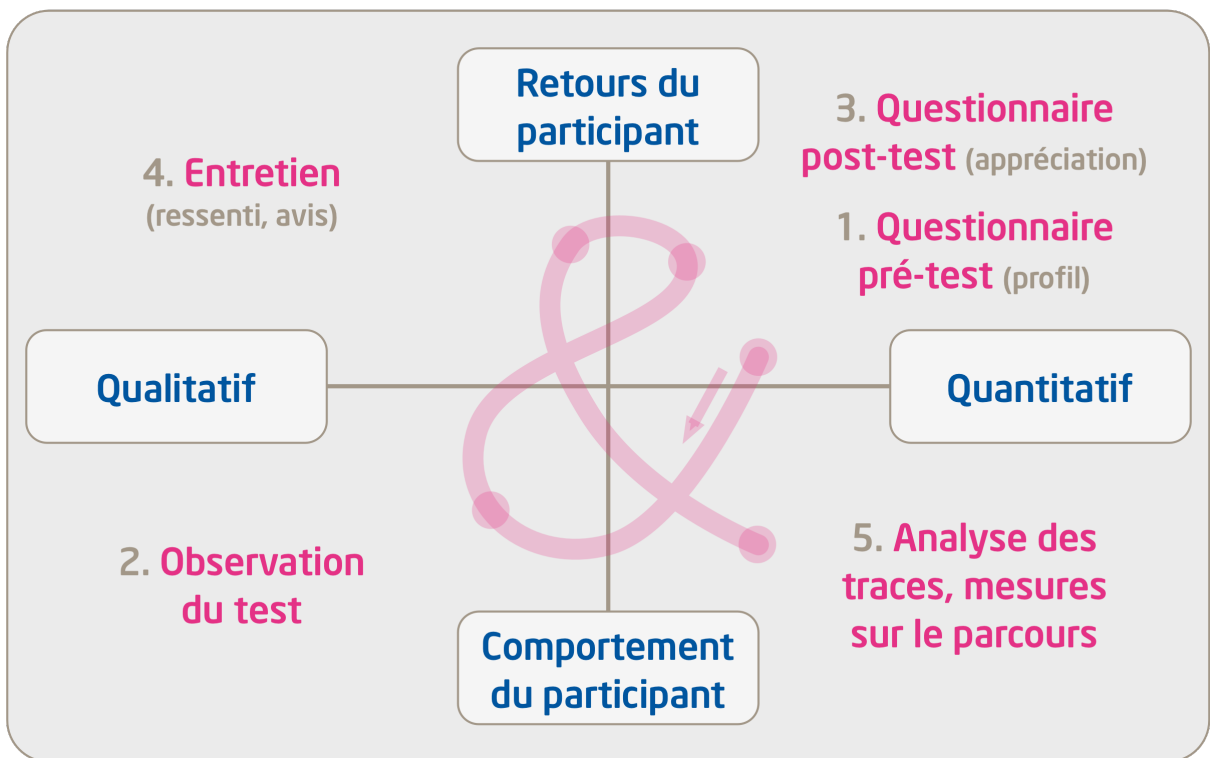 Retours du
participant
3. Questionnaire
post-test (appréciation)
4. Entretien
(ressenti, avis)
1. Questionnaire
pré-test (profil)
Qualitatif
Quantitatif
2. Observation
du test
5. Analyse des
traces, mesures
sur le parcours
Comportement
du participant